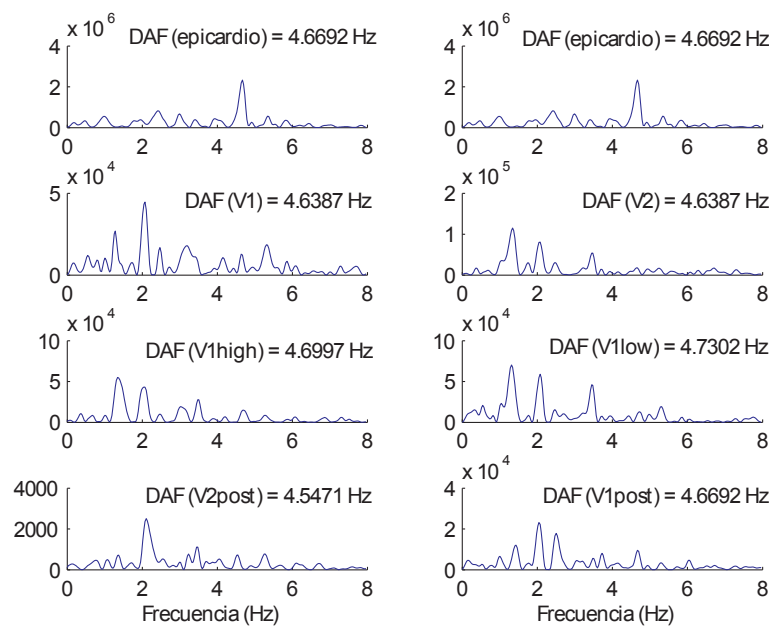 x 10^6
DAF (epicardio) = 4.6692 Hz
4
2
0
0 2 4 6 8
x 10^6
DAF (epicardio) = 4.6692 Hz
4
2
0
0 2 4 6 8
x 10^4
DAF (V1) = 4.6387 Hz
5
0
0 2 4 6 8
x 10^5
DAF (V2) = 4.6387 Hz
2
1
0
0 2 4 6 8
x 10^4
DAF (V1high) = 4.6997 Hz
10
5
0
0 2 4 6 8
x 10^4
DAF (V1low) = 4.7302 Hz
10
5
0
0 2 4 6 8
4000
DAF (V2post) = 4.5471 Hz
2000
0
0 2 4 6 8
Frecuencia (Hz)
x 10^4
DAF (V1post) = 4.6692 Hz
4
2
0
0 2 4 6 8
Frecuencia (Hz)